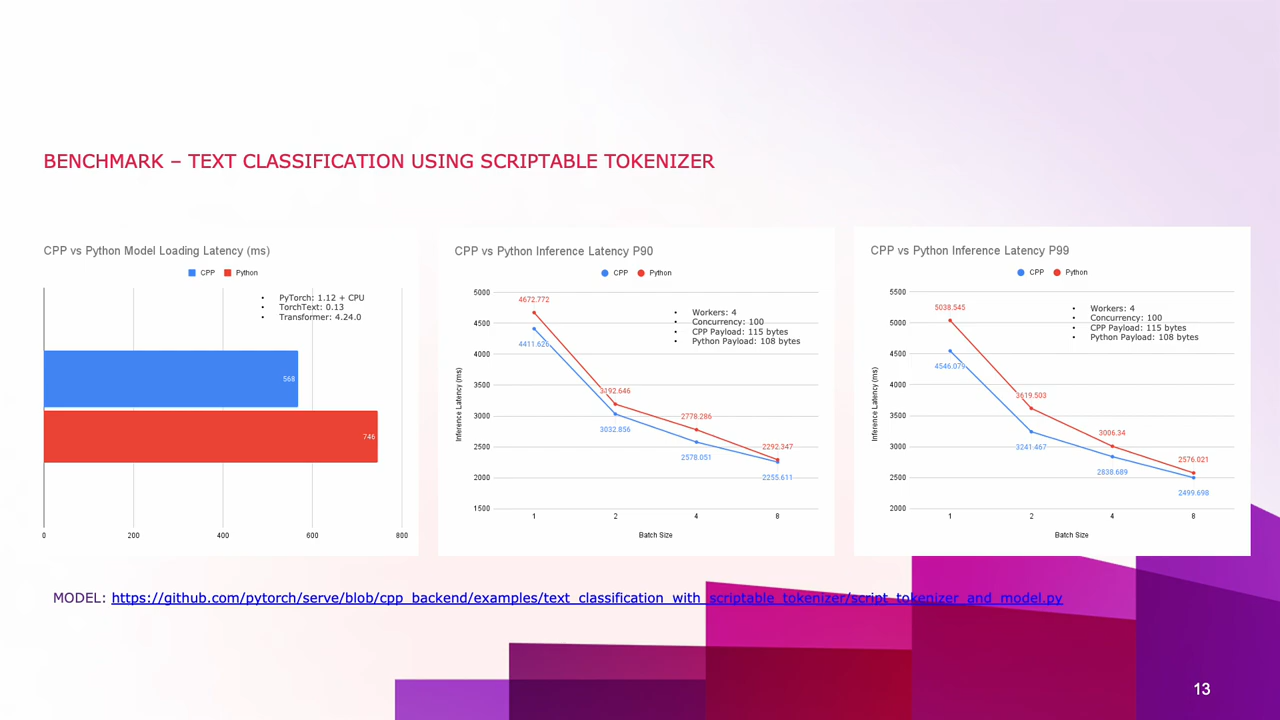 BENCHMARK – TEXT CLASSIFICATION USING SCRIPTABLE TOKENIZER
CPP vs Python Model Loading Latency (ms)
CPP Python
• PyTorch: 1.12 + CPU
• TorchText: 0.13
• Transformer: 4.24.0
568
746
0 200 400 600 800
CPP vs Python Inference Latency P90
CPP Python
• Workers: 4
• Concurrency: 100
• CPP Payload: 115 bytes
• Python Payload: 108 bytes
Inference Latency (ms)
5000
4500
4000
3500
3000
2500
2000
1500
4672.772
3192.646
2778.286
2292.347
3032.856
2578.051
2255.611
1 2 4 8
Batch Size
CPP vs Python Inference Latency P99
CPP Python
• Workers: 4
• Concurrency: 100
• CPP Payload: 115 bytes
• Python Payload: 108 bytes
Inference Latency (ms)
5500
5000
4500
4000
3500
3000
2500
2000
5038.545
4546.079
3619.503
3241.467
3006.34
2838.689
2576.021
2499.698
1 2 4 8
Batch Size
MODEL: https://github.com/pytorch/serve/blob/cpp_backend/examples/text_classification_with_scriptable_tokenizer/script_tokenizer_and_model.py
13